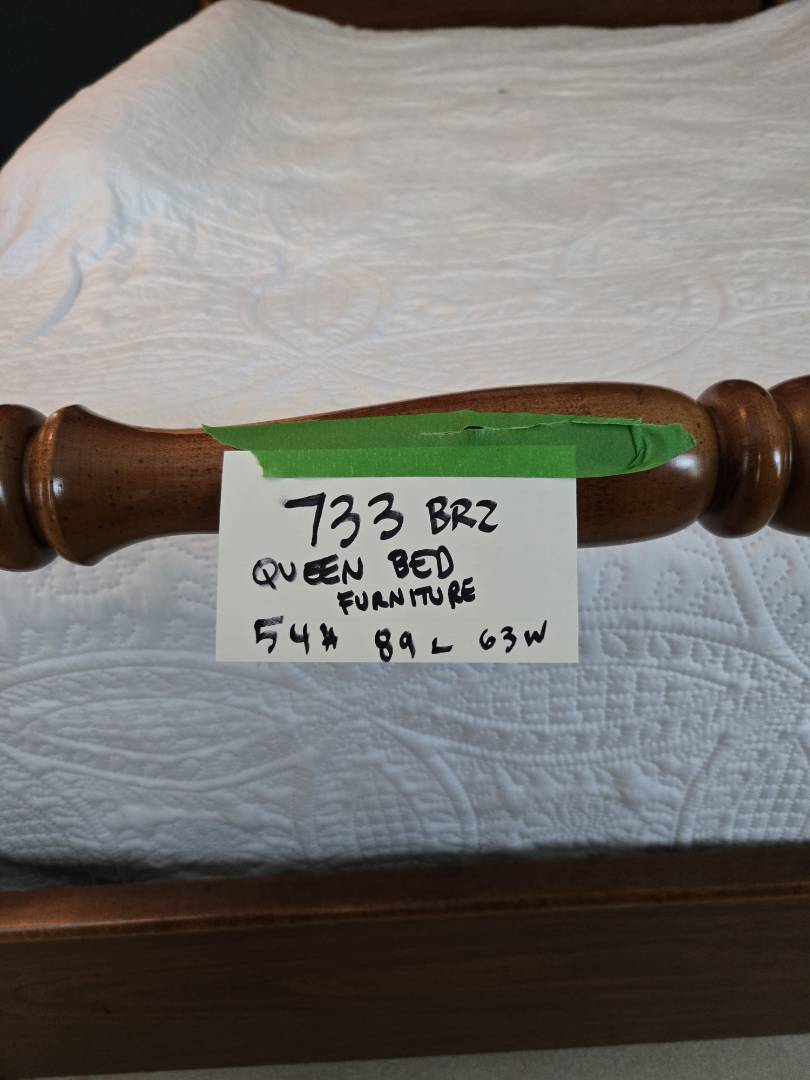 733 BR2
QUEEN BED
FURNITURE
54H 89L 63W